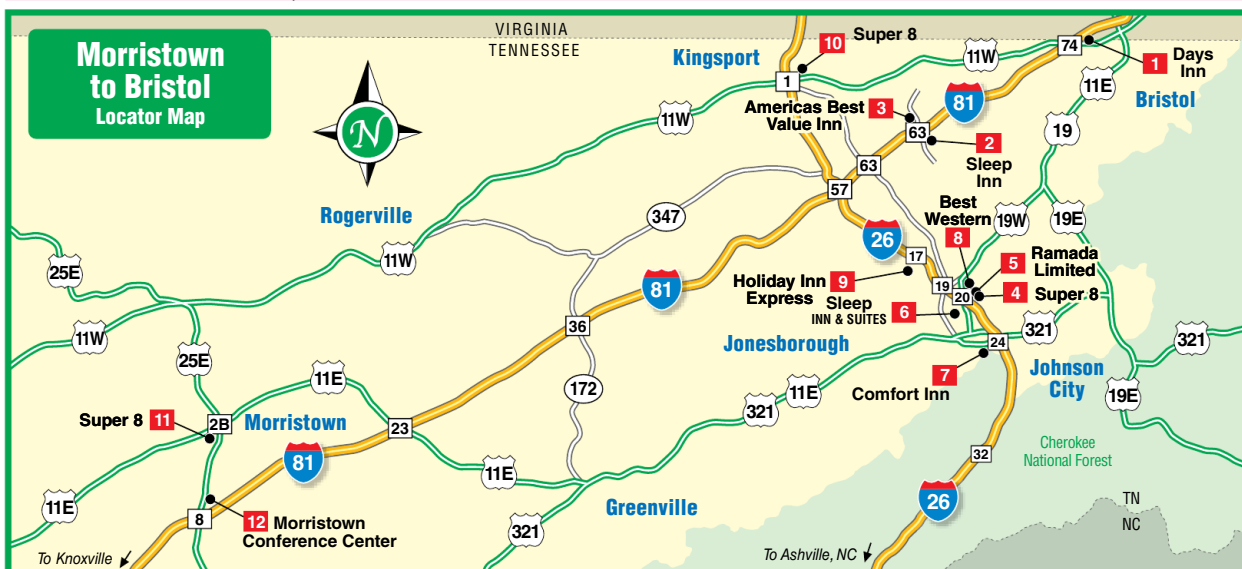 Morristown
to Bristol
Locator Map
N
VIRGINIA
TENNESSEE
Kingsport
10 Super 8
1
11W
74
1 Days
Inn
11E
Bristol
81
Americas Best
Value Inn
3
63
2
Sleep
Inn
19
11W
63
57
347
Rogerville
11W
Best
Western
8
19W
19E
26
17
5 Ramada
Limited
Holiday Inn
Express
9
19
20
4 Super 8
Sleep
INN & SUITES
6
25E
81
36
321
321
Jonesborough
24
11W
25E
11E
172
7
Comfort Inn
Johnson
City
11E
321
19E
Super 8 11
2B
Morristown
23
81
32
Cherokee
National Forest
11E
11E
Greenville
26
TN
NC
8
12 Morristown
Conference Center
321
To Knoxville
To Ashville, NC